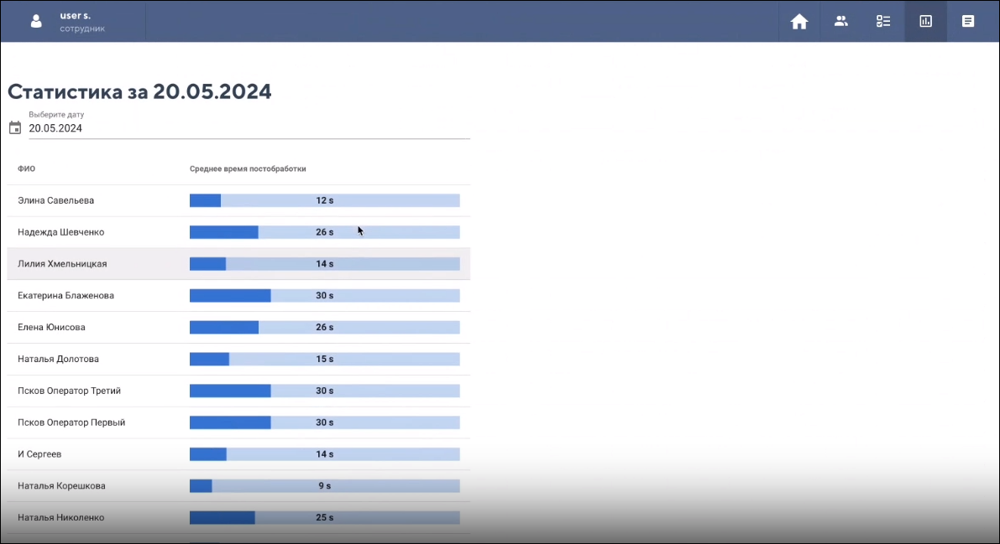 user s.
сотрудник
Статистика за 20.05.2024
Выберите дату
20.05.2024
ФИО Среднее время постобработки
Элина Савельева 12 s
Надежда Шевченко 26 s
Лилия Хмельницкая 14 s
Екатерина Блаженова 30 s
Елена Юнисова 26 s
Наталья Долотова 15 s
Псков Оператор Третий 30 s
Псков Оператор Первый 30 s
И Сергеев 14 s
Наталья Корешкова 9 s
Наталья Николенко 25 s